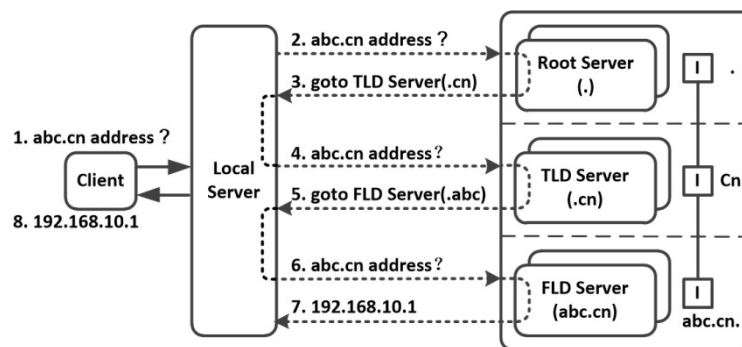 2. abc.cn address？
Root Server
(.)
I
.
3. goto TLD Server(.cn)
1. abc.cn address？
Client
Local
Server
4. abc.cn address？
TLD Server
(.cn)
I
Cn
5. goto FLD Server(.abc)
8. 192.168.10.1
6. abc.cn address？
FLD Server
(abc.cn)
I
7. 192.168.10.1
abc.cn.